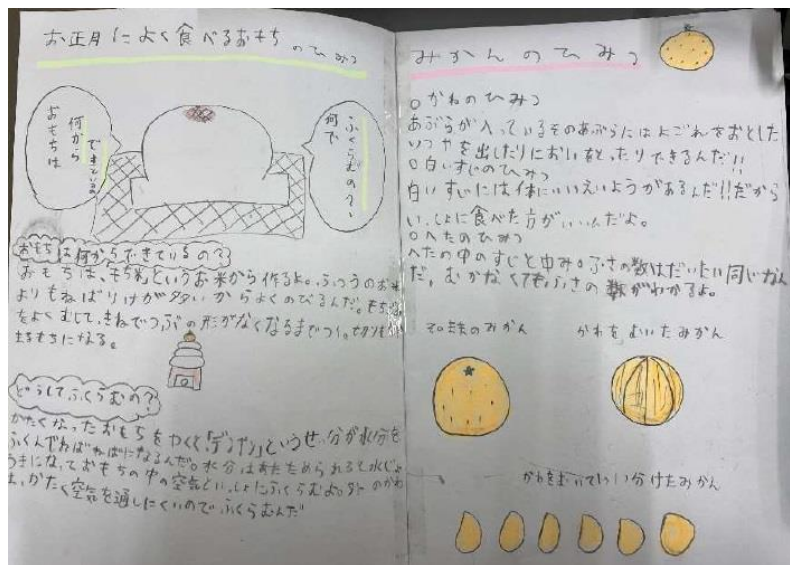 お正月によく食べるおもちのひみつ
おもちは
何から
できている
何で
ふくらむの?
おもちは何からできているの?
おもちは、もち米というお米から作るよ。ふつうのお米
よりもねばりけが多いからよくのびるんだ。もち
をよくむして、きねでつぶの形がなくなるまでつく。切り
まるもちになる。
どうしてふくらむの?
かたくなったおもちをやくと「デンプン」というせい分が水分を
ふくんでねばねばになるんだ。水分はあたためられると水じょ
うきになっておもちの中の空気といっしょにふくらむよ。外のかわ
は、かたく空気を通しにくいのでふくらむんだ
みかんのひみつ
○かわのひみつ
あぶらが入っているそのあぶらにはよごれをおとした
りつやを出したりにおいをとったりできるんだ!!
○白いすじのひみつ
白いすじには体にいいえいようがあるんだ!!だから
いっしょに食べた方がいいんだよ。
○へたのひみつ
へたの中のすじと中み。ふさの数はだいたい同じなん
だ、むかなくてもふさの数がわかるよ。
のみかん
かわをむいたみかん
かわをむいて1つ1つ分けたみかん